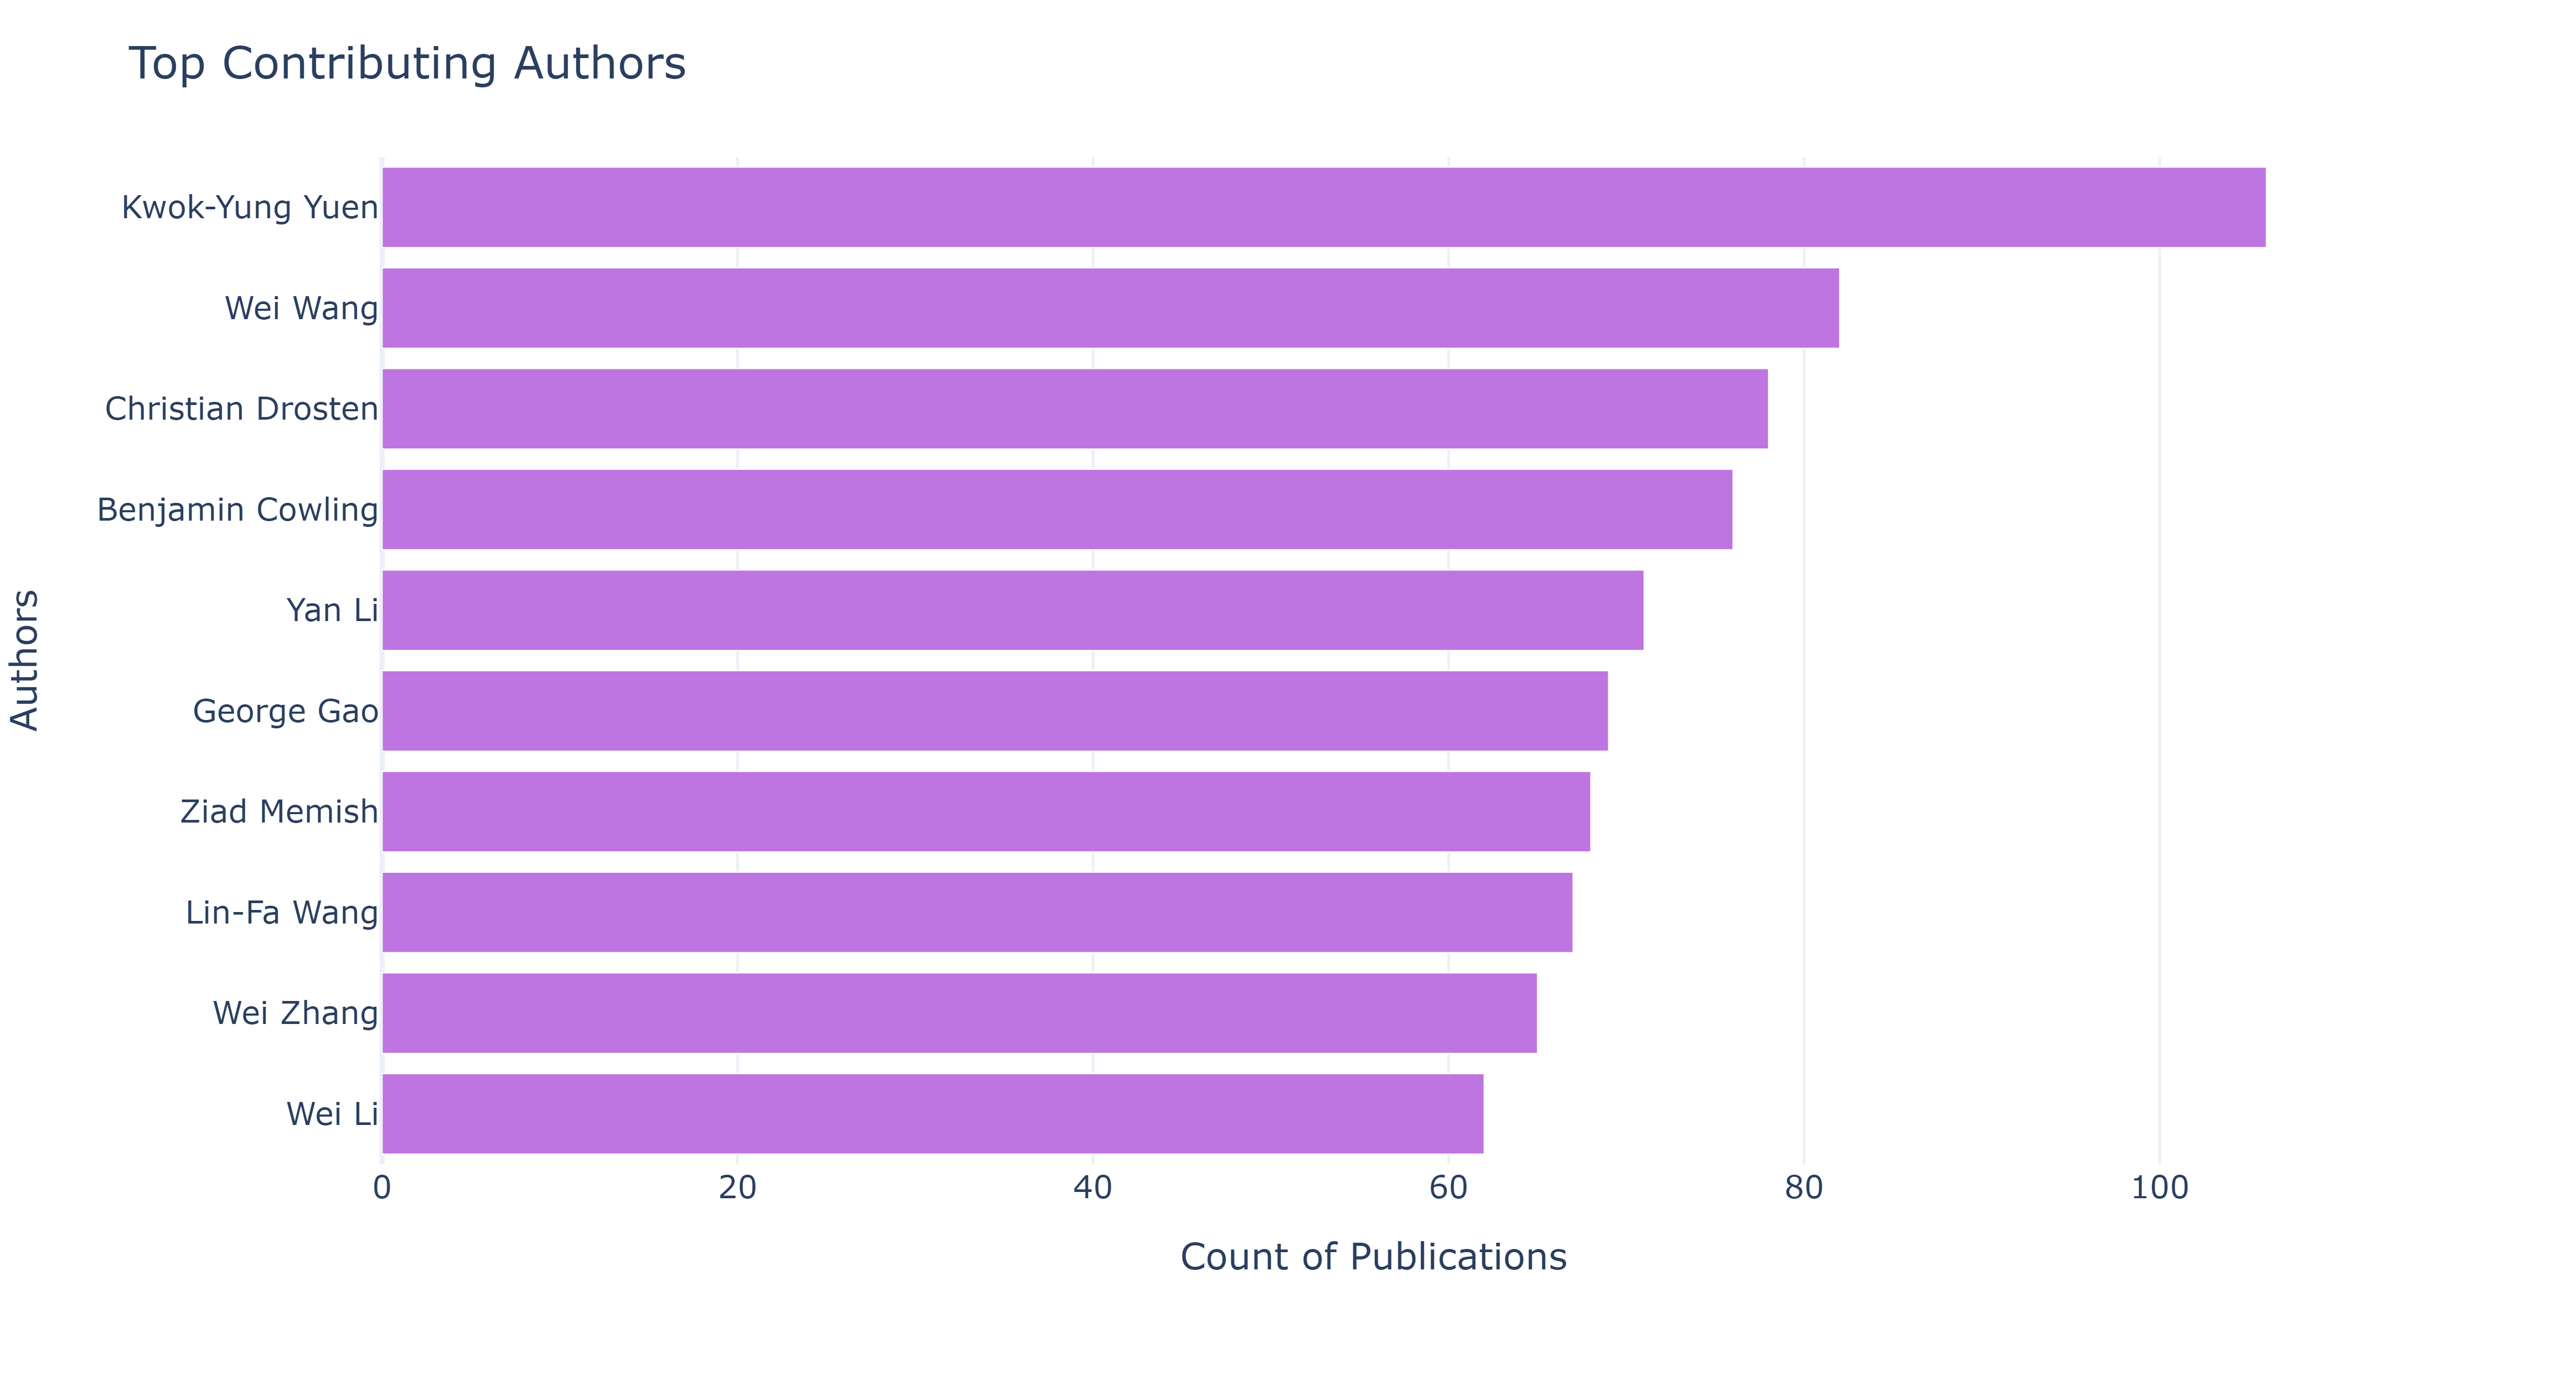 Top Contributing Authors
Kwok-Yung Yuen
Wei Wang
Christian Drosten
Benjamin Cowling
Yan Li
George Gao
Ziad Memish
Lin-Fa Wang
Wei Zhang
Wei Li
Authors
0 20 40 60 80 100
Count of Publications